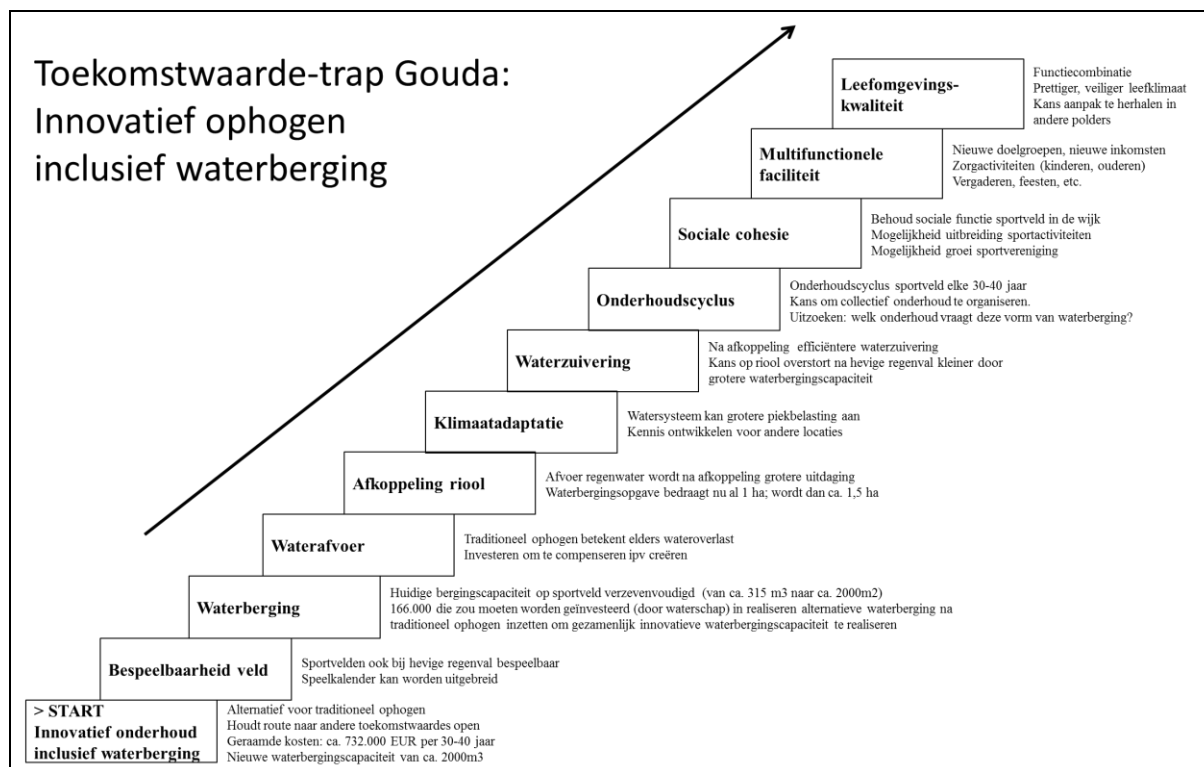 Toekomstwaarde-trap Gouda:
Innovatief ophogen
inclusief waterberging
Leefomgevings-
kwaliteit
Functiecombinatie
Prettiger, veiliger leefklimaat
Kans aanpak te herhalen in
andere polders
Multifunctionele
faciliteit
Nieuwe doelgroepen, nieuwe inkomsten
Zorgactiviteiten (kinderen, ouderen)
Vergaderen, feesten, etc.
Sociale cohesie
Behoud sociale functie sportveld in de wijk
Mogelijkheid uitbreiding sportactiviteiten
Mogelijkheid groei sportvereniging
Onderhoudscyclus
Onderhoudscyclus sportveld elke 30-40 jaar
Kans om collectief onderhoud te organiseren.
Uitzoeken: welk onderhoud vraagt deze vorm van waterberging?
Waterzuivering
Na afkoppeling efficiëntere waterzuivering
Kans op riool overstort na hevige regenval kleiner door
grotere waterbergingscapaciteit
Klimaatadaptatie
Watersysteem kan grotere piekbelasting aan
Kennis ontwikkelen voor andere locaties
Afkoppeling riool
Afvoer regenwater wordt na afkoppeling grotere uitdaging
Waterbergingsopgave bedraagt nu al 1 ha; wordt dan ca. 1,5 ha
Waterafvoer
Traditioneel ophogen betekent elders wateroverlast
Investeren om te compenseren ipv creëren
Waterberging
Huidige bergingscapaciteit op sportveld verzevenvoudigd (van ca. 315 m3 naar ca. 2000m2)
166.000 die zou moeten worden geïnvesteerd (door waterschap) in realiseren alternatieve waterberging na
traditioneel ophogen inzetten om gezamenlijk innovatieve waterbergingscapaciteit te realiseren
Bespeelbaarheid veld
Sportvelden ook bij hevige regenval bespeelbaar
Speelkalender kan worden uitgebreid
> START
Innovatief onderhoud
inclusief waterberging
Alternatief voor traditioneel ophogen
Houdt route naar andere toekomstwaardes open
Geraamde kosten: ca. 732.000 EUR per 30-40 jaar
Nieuwe waterbergingscapaciteit van ca. 2000m3